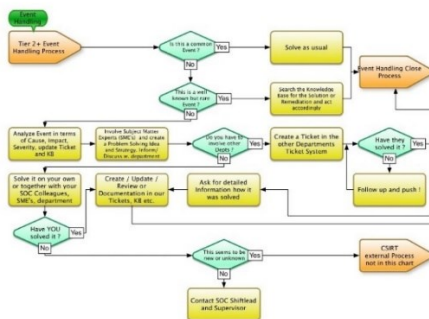 Event
Handling
Tier 2+ Event
Handling Process
Is this a common
Event ?
Yes
Solve as usual
Event Handling Close
Process
No
Is this a well
known but rare Event ?
Yes
Search the Knowledge
Base for the Solution or
Remediation and act
accordingly
No
Analyze Event in terms
of Cause, Impact,
Severity, update Ticket
and KB
Involve Subject Matter
Experts (SME's) and create
a Problem Solving Idea
and Strategy. Inform/
Discuss w. department
Do you have to
involve other
Depts ?
Yes
Create a Ticket in the
other Departments
Ticket System
Have they
solved it ?
Yes
No
No
Solve it on your own
or together with your
SOC Colleagues,
SME's, department
Create / Update /
Review or
Documentation in our
Tickets, KB etc.
Ask for detailed
Information how it
was solved
Follow up and push !
Have YOU
solved it ?
Yes
No
This seems to be
new or unknown
Yes
CSIRT
external Process
not in this chart
No
Contact SOC Shiftlead
and Supervisor